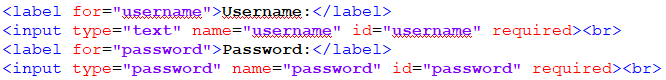 <label for="username">Username:</label>
<input type="text" name="username" id="username" required><br>
<label for="password">Password:</label>
<input type="password" name="password" id="password" required><br>